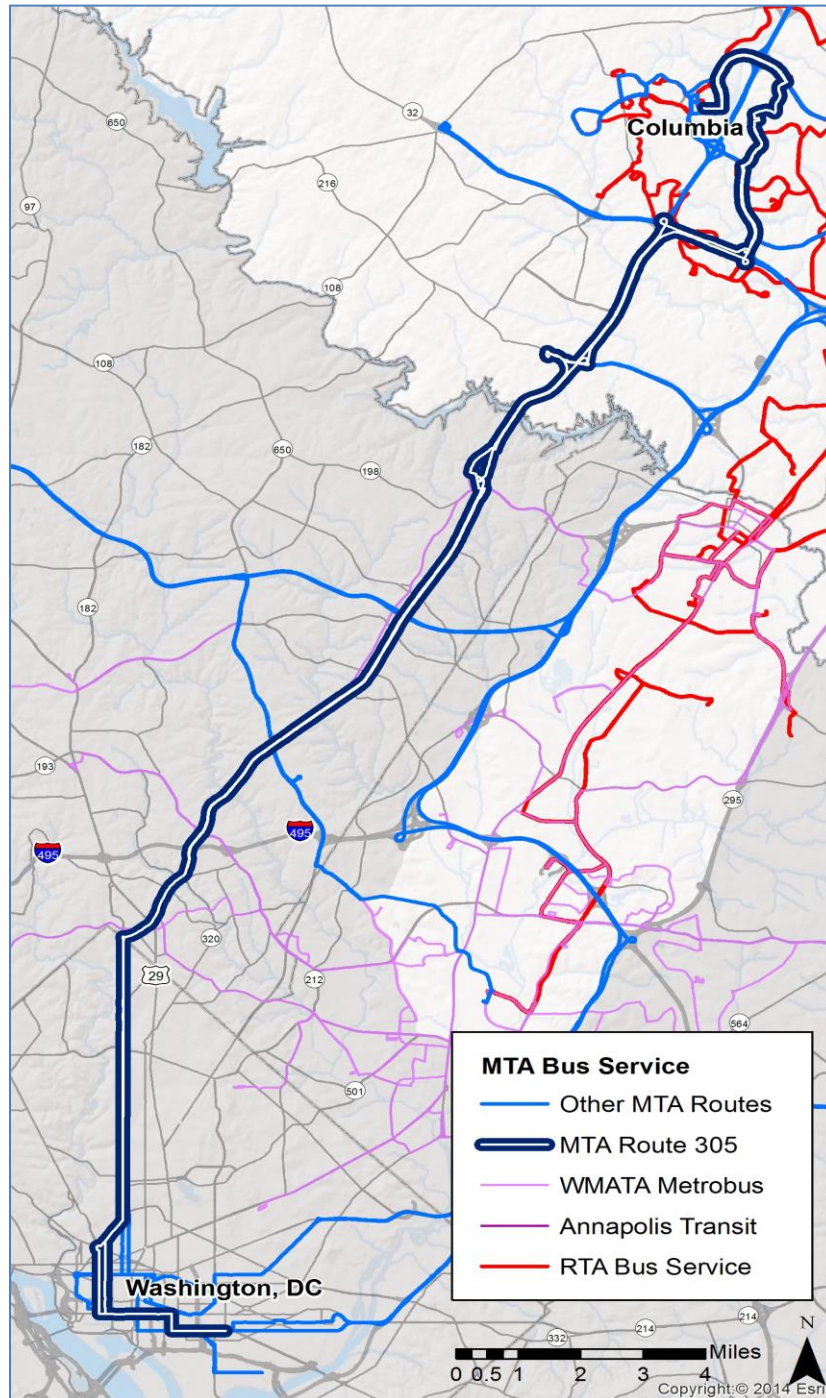 650
32
Columbia
216
97
108
108
182
650
198
182
193
295
495
495
320
29
212
564
501
MTA Bus Service
Other MTA Routes
MTA Route 305
WMATA Metrobus
Annapolis Transit
RTA Bus Service
Washington, DC
N
214
214
332
Miles
0 0.5 1 2 3 4
Copyright:© 2014 Esri